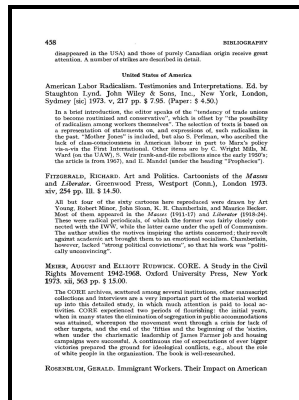 458 BIBLIOGRAPHY
disappeared in the USA) and those of purely Canadian origin receive great
attention. A number of strikes are described in detail.
United States of America
American Labor Radicalism. Testimonies and Interpretations. Ed. by
Staughton Lynd. John Wiley & Sons, Inc., New York, London,
Sydney (sic) 1973. v, 217 pp. $ 7.95. (Paper: $ 4.50.)
In a brief introduction, the editor speaks of the "tendency of trade unions
to become routinized and conservative", which is offset by "the possibility
of radicalism among workers themselves". The selection of texts is based on
a representation of statements on, and expressions of, such radicalism in
the past. "Mother Jones" is included, but also S. Perlman, who ascribed the
lack of class-consciousness in American labour in part to Marx's policy
vis-a-vis the First International. Other items are by C. Wright Mills, M.
Ward (on the UAW), S. Weir (rank-and-file rebellions since the early 1950's;
the article is from 1967), and E. Mandel (under the heading "Prophecies").
FITZGERALD, RICHARD. Art and Politics. Cartoonists of the Masses
and Liberator. Greenwood Press, Westport (Conn.), London 1973.
xiv, 254 pp. Ill. $ 14.50.
All but four of the sixty cartoons here reproduced were drawn by Art
Young, Robert Minor, John Sloan, K. R. Chamberlain, and Maurice Becker.
Most of them appeared in the Masses (1911-17) and Liberator (1918-24).
These were radical periodicals, of which the former was fairly closely con-
nected with the IWW, while the latter came under the spell of Communism.
The author studies the motives inspiring the artists concerned; their revolt
against academic art brought them to an emotional socialism. Chamberlain,
however, lacked "strong political convictions", so that his work was "politi-
cally unconvincing".
MEIER, AUGUST and ELLIOTT RUDWICK. CORE. A Study in the Civil
Rights Movement 1942-1968. Oxford University Press, New York
1973. xii, 563 pp. $ 15.00.
The CORE archives, scattered among several institutions, other manuscript
collections and interviews are a very important part of the material worked
up into this detailed study, in which much attention is paid to local ac-
tivities. CORE experienced two periods of flourishing: the initial years,
when in many states the elimination of segregation in public accommodations
was attained, whereupon the movement went through a crisis for lack of
other targets, and the end of the 'fifties and the beginning of the 'sixties,
when under the charismatic leadership of James Farmer job and housing
campaigns were successful. A continuous rise of expectations of ever bigger
victories prepared the ground for ideological conflicts, e.g., about the role
of white people in the organization. The book is well-researched.
ROSENBLUM, GERALD. Immigrant Workers. Their Impact on American